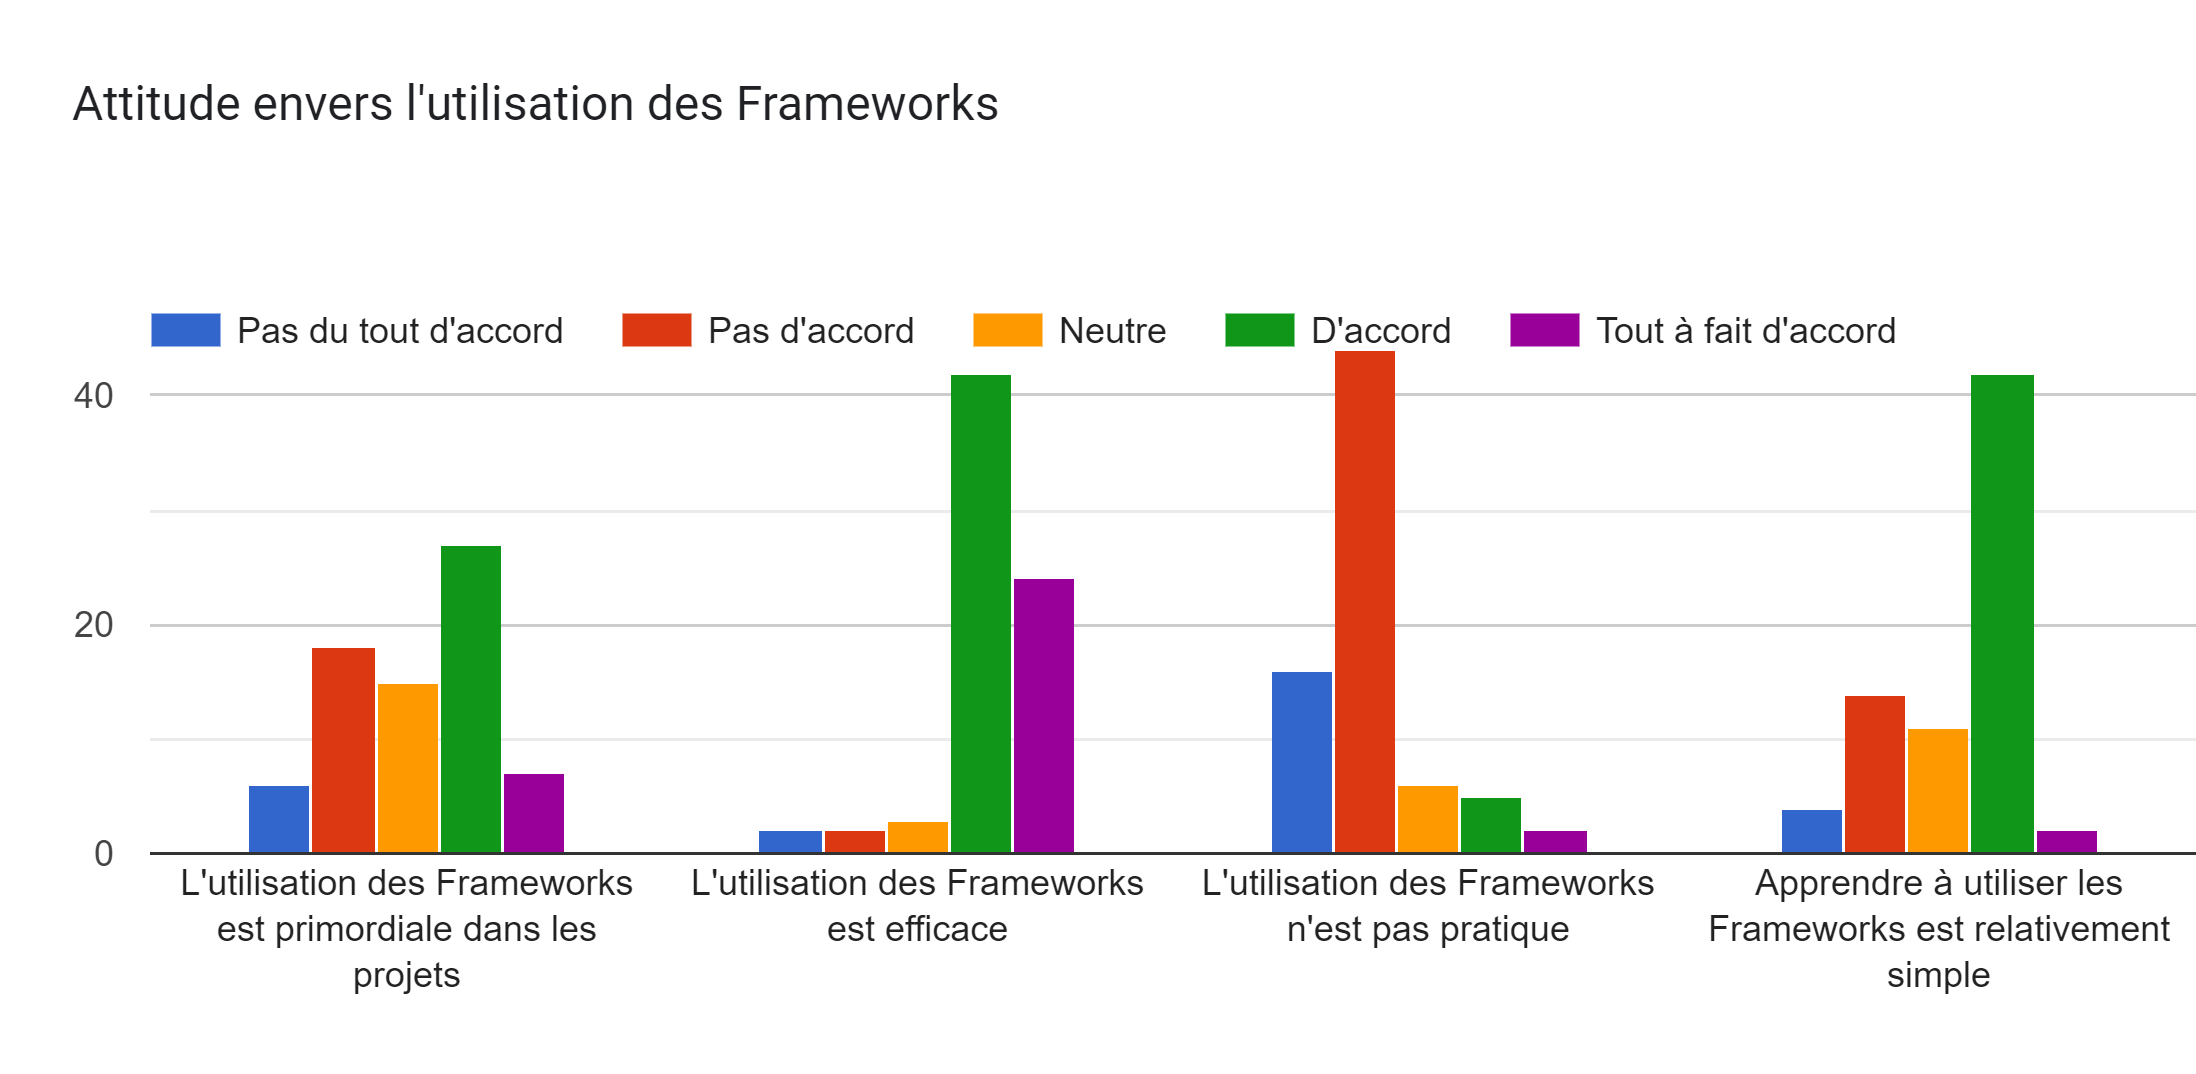 Attitude envers l'utilisation des Frameworks
Pas du tout d'accord Pas d'accord Neutre D'accord Tout à fait d'accord
40
20
0
L'utilisation des Frameworks
est primordiale dans les
projets
L'utilisation des Frameworks
est efficace
L'utilisation des Frameworks
n'est pas pratique
Apprendre à utiliser les
Frameworks est relativement
simple